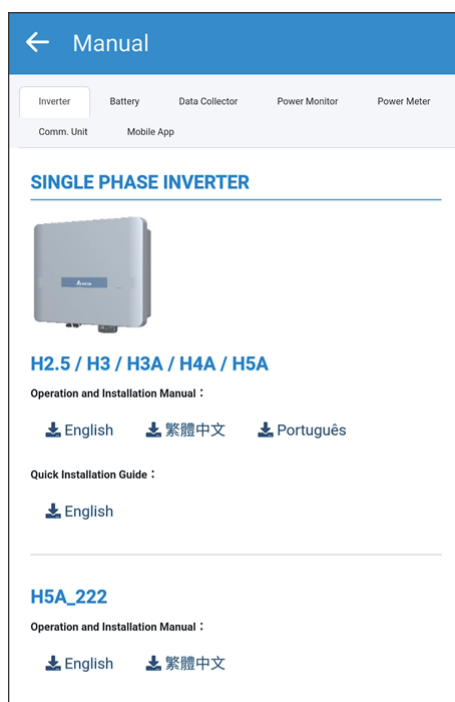 Manual
Inverter Battery Data Collector Power Monitor Power Meter
Comm. Unit Mobile App
SINGLE PHASE INVERTER
H2.5 / H3 / H3A / H4A / H5A
Operation and Installation Manual：
English 繁體中文 Português
Quick Installation Guide：
English
H5A_222
Operation and Installation Manual：
English 繁體中文